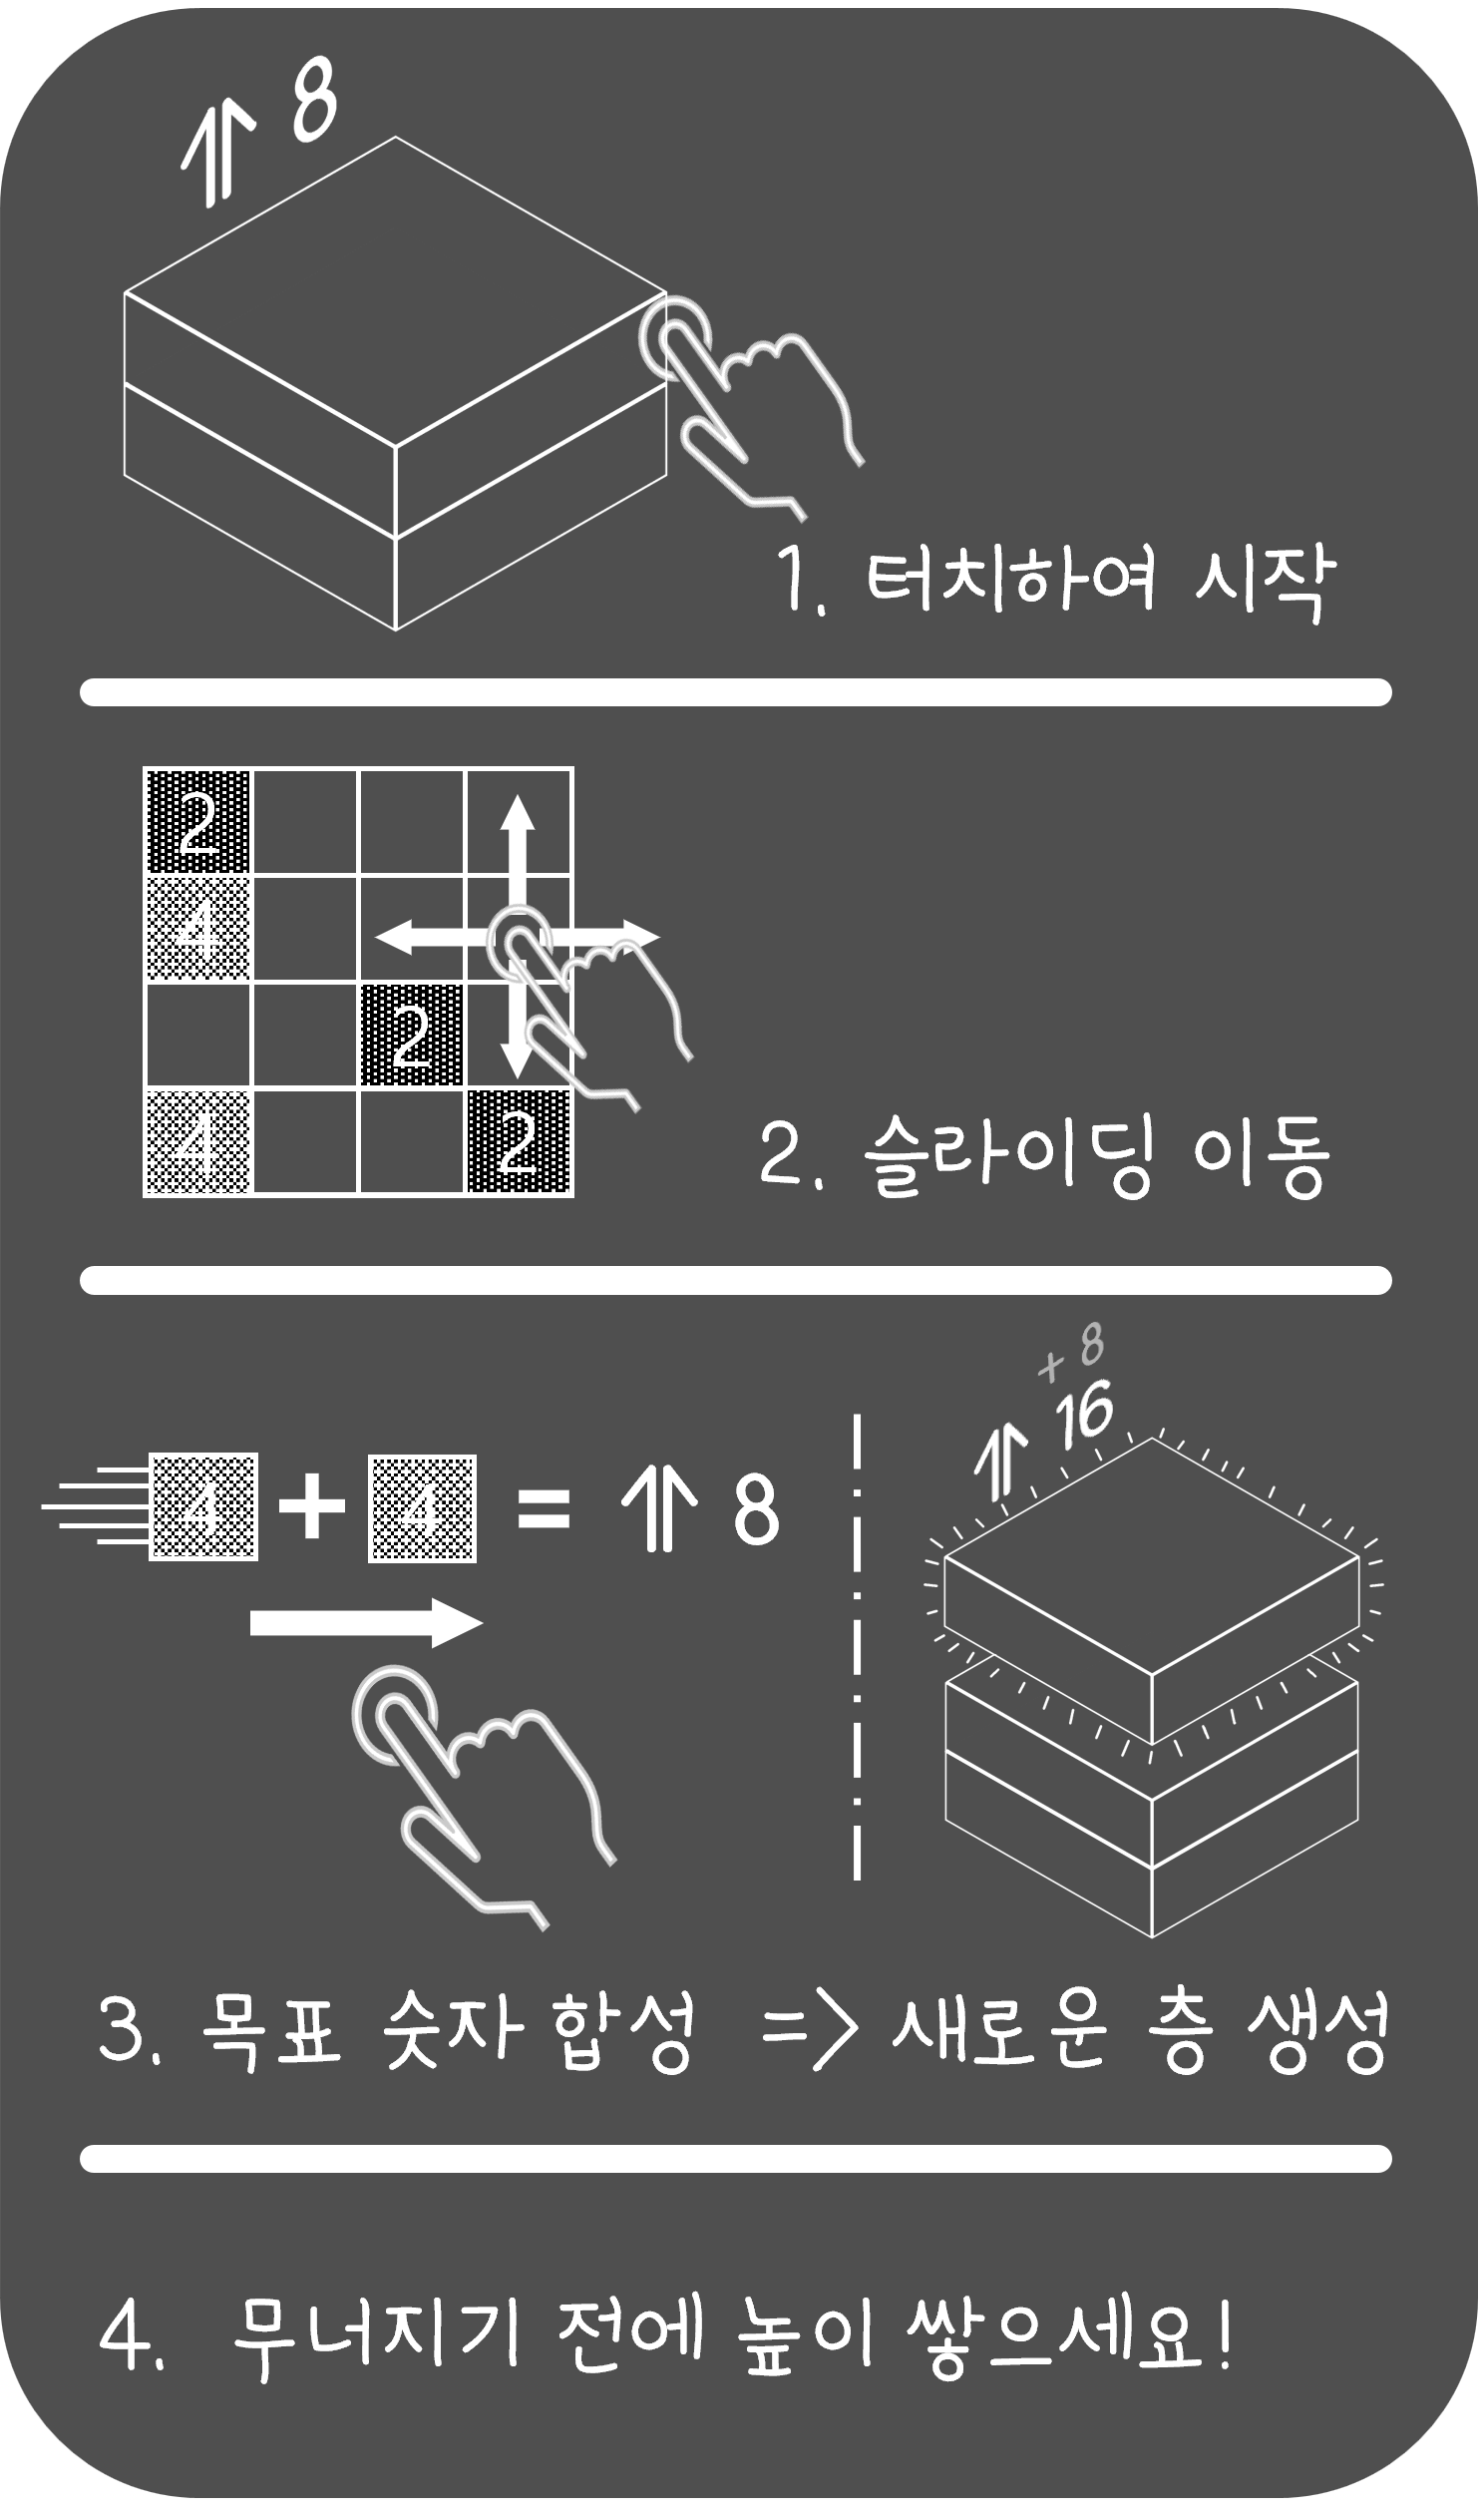 ⇑ 8
1. 터치하여 시작
2
4
2
4 2
2. 슬라이딩 이동
4 + 4 = ⇑ 8
+ 8
⇑ 16
3. 목표 숫자 합성 => 새로운 층 생성
4. 무너지기 전에 높이 쌓으세요!